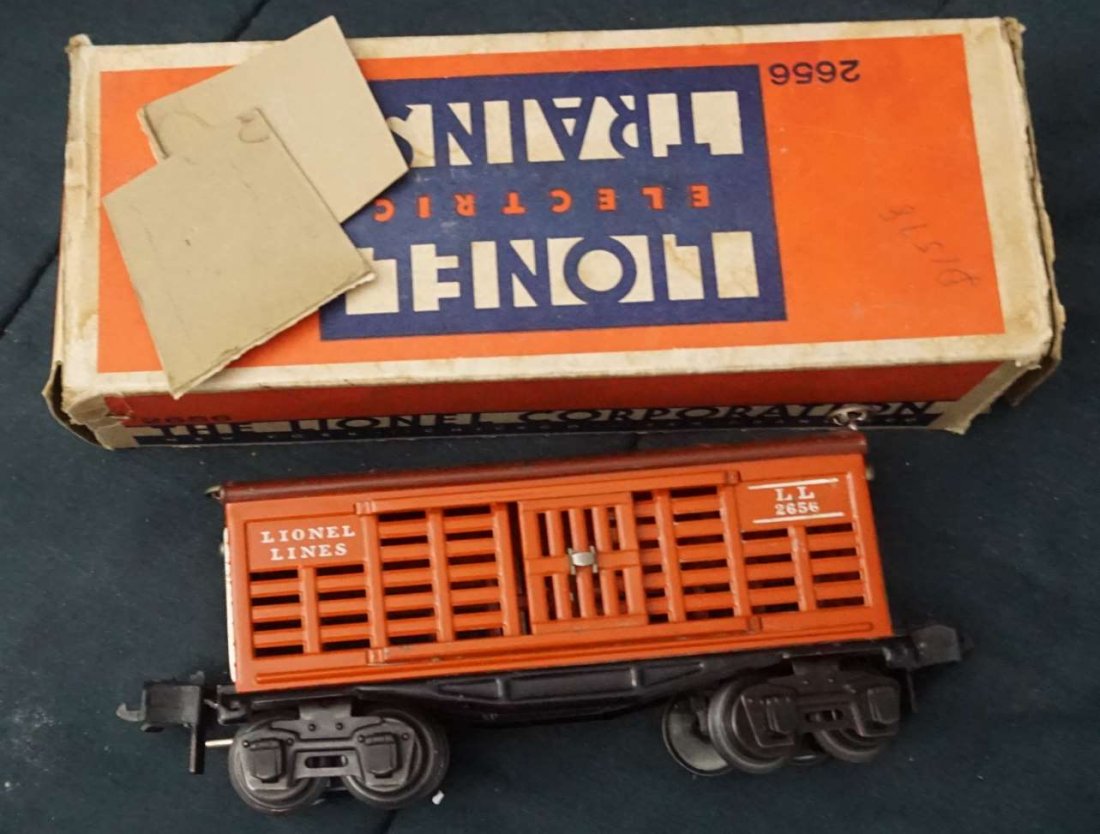 2656
LIONEL
ELECTRIC
TRAINS
THE LIONEL CORPORATION
LIONEL
LINES
LL
2656